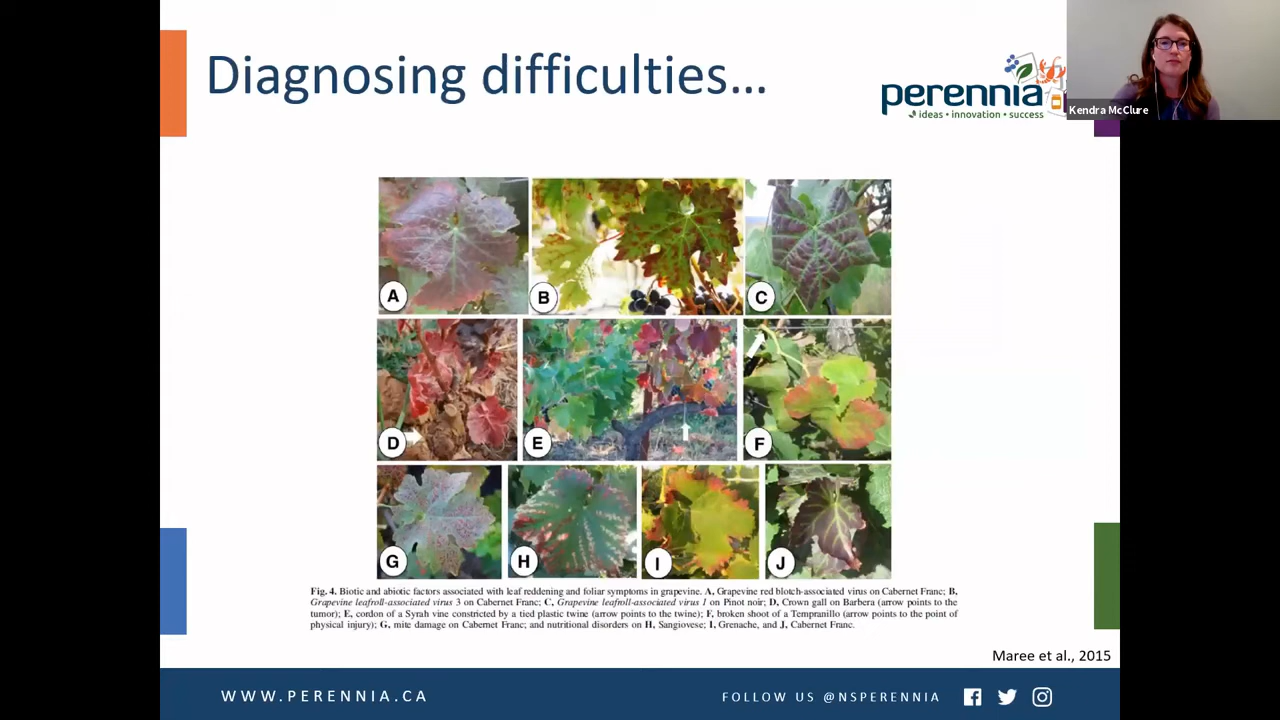 Diagnosing difficulties...
perennia
ideas • innovation • success
Kendra McClure
A
B
C
D
E
F
G
H
I
J
Fig. 4. Biotic and abiotic factors associated with leaf reddening and foliar symptoms in grapevine. A, Grapevine red blotch-associated virus on Cabernet Franc; B,
Grapevine leafroll-associated virus 3 on Cabernet Franc; C, Grapevine leafroll-associated virus 1 on Pinot noir; D, Crown gall on Barbera (arrow points to the
tumor); E, cordon of a Syrah vine constricted by a tied plastic twine (arrow points to the twine); F, broken shoot of a Tempranillo (arrow points to the point of
physical injury); G, mite damage on Cabernet Franc; and nutritional disorders on H, Sangiovese; I, Grenache, and J, Cabernet Franc.
Maree et al., 2015
WWW.PERENNIA.CA
FOLLOW US @NSPERENNIA